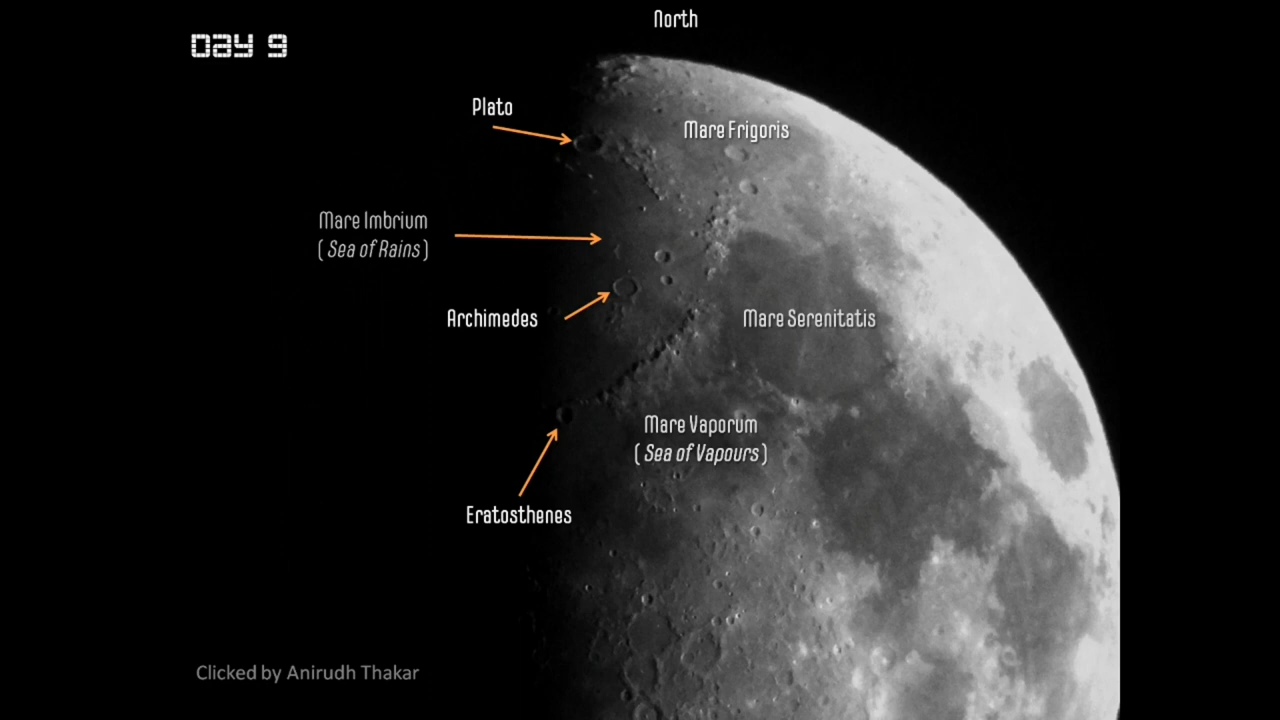 North
Day 9
Plato
Mare Frigoris
Mare Imbrium
( Sea of Rains )
Archimedes
Mare Serenitatis
Mare Vaporum
( Sea of Vapours )
Eratosthenes
Clicked by Anirudh Thakar